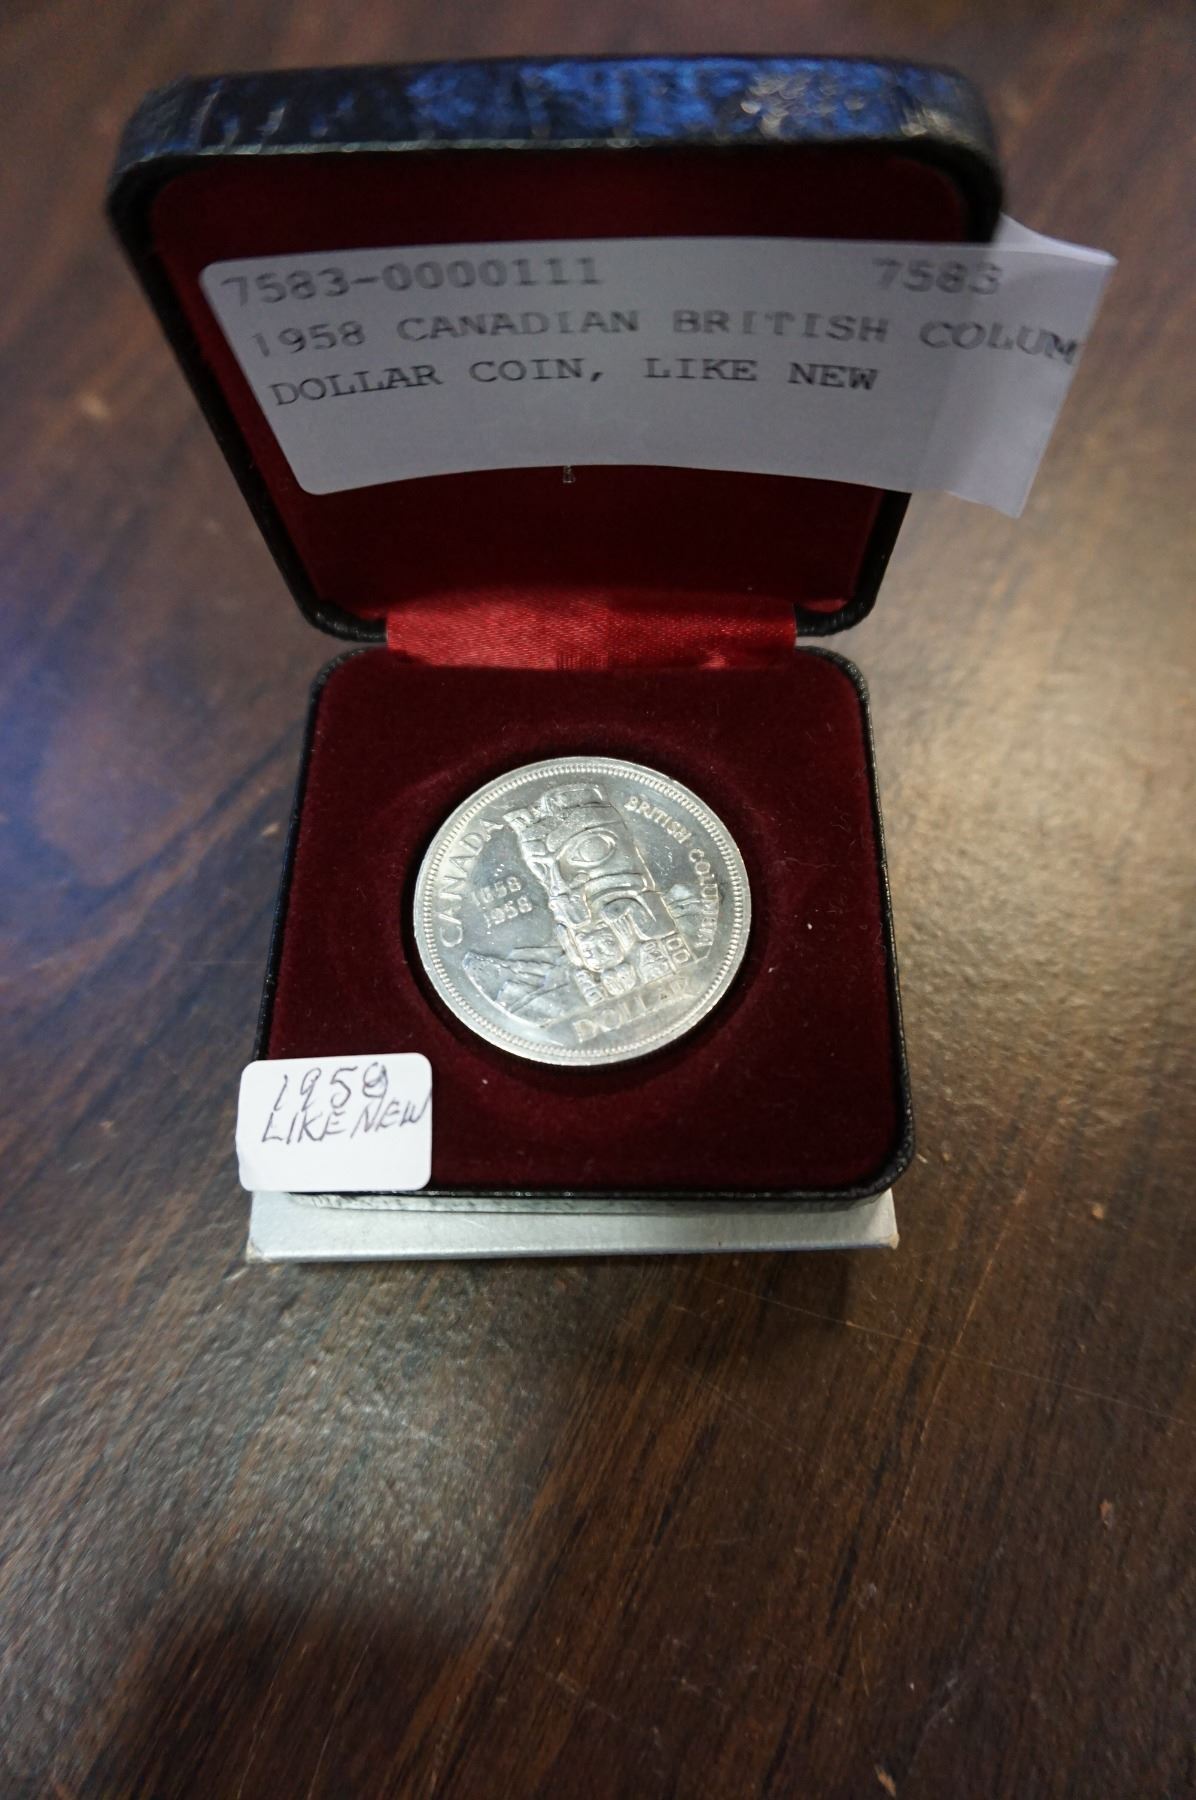 7583-0000111 7583
1958 CANADIAN BRITISH COLUM
DOLLAR COIN, LIKE NEW
CANADA
BRITISH COLUMBIA
1858
1958
DOLLAR
1958
LIKE NEW